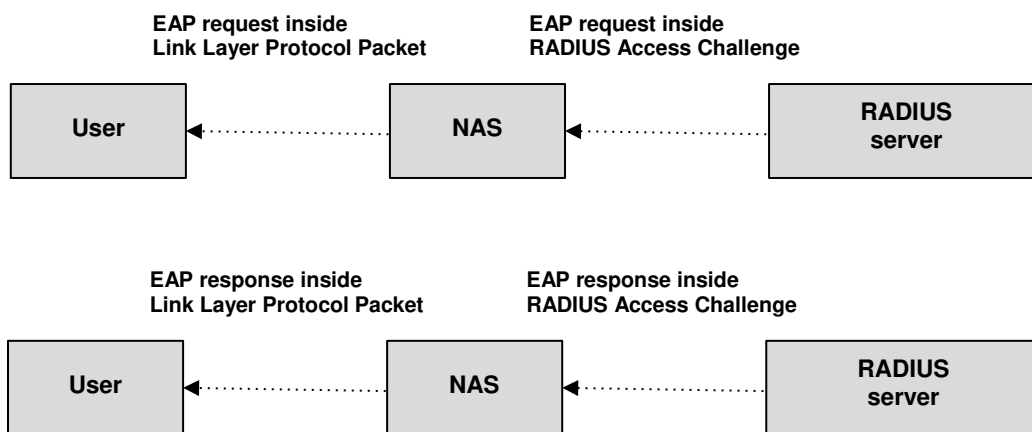 EAP request inside
Link Layer Protocol Packet
EAP request inside
RADIUS Access Challenge
User
NAS
RADIUS
server
EAP response inside
Link Layer Protocol Packet
EAP response inside
RADIUS Access Challenge
User
NAS
RADIUS
server